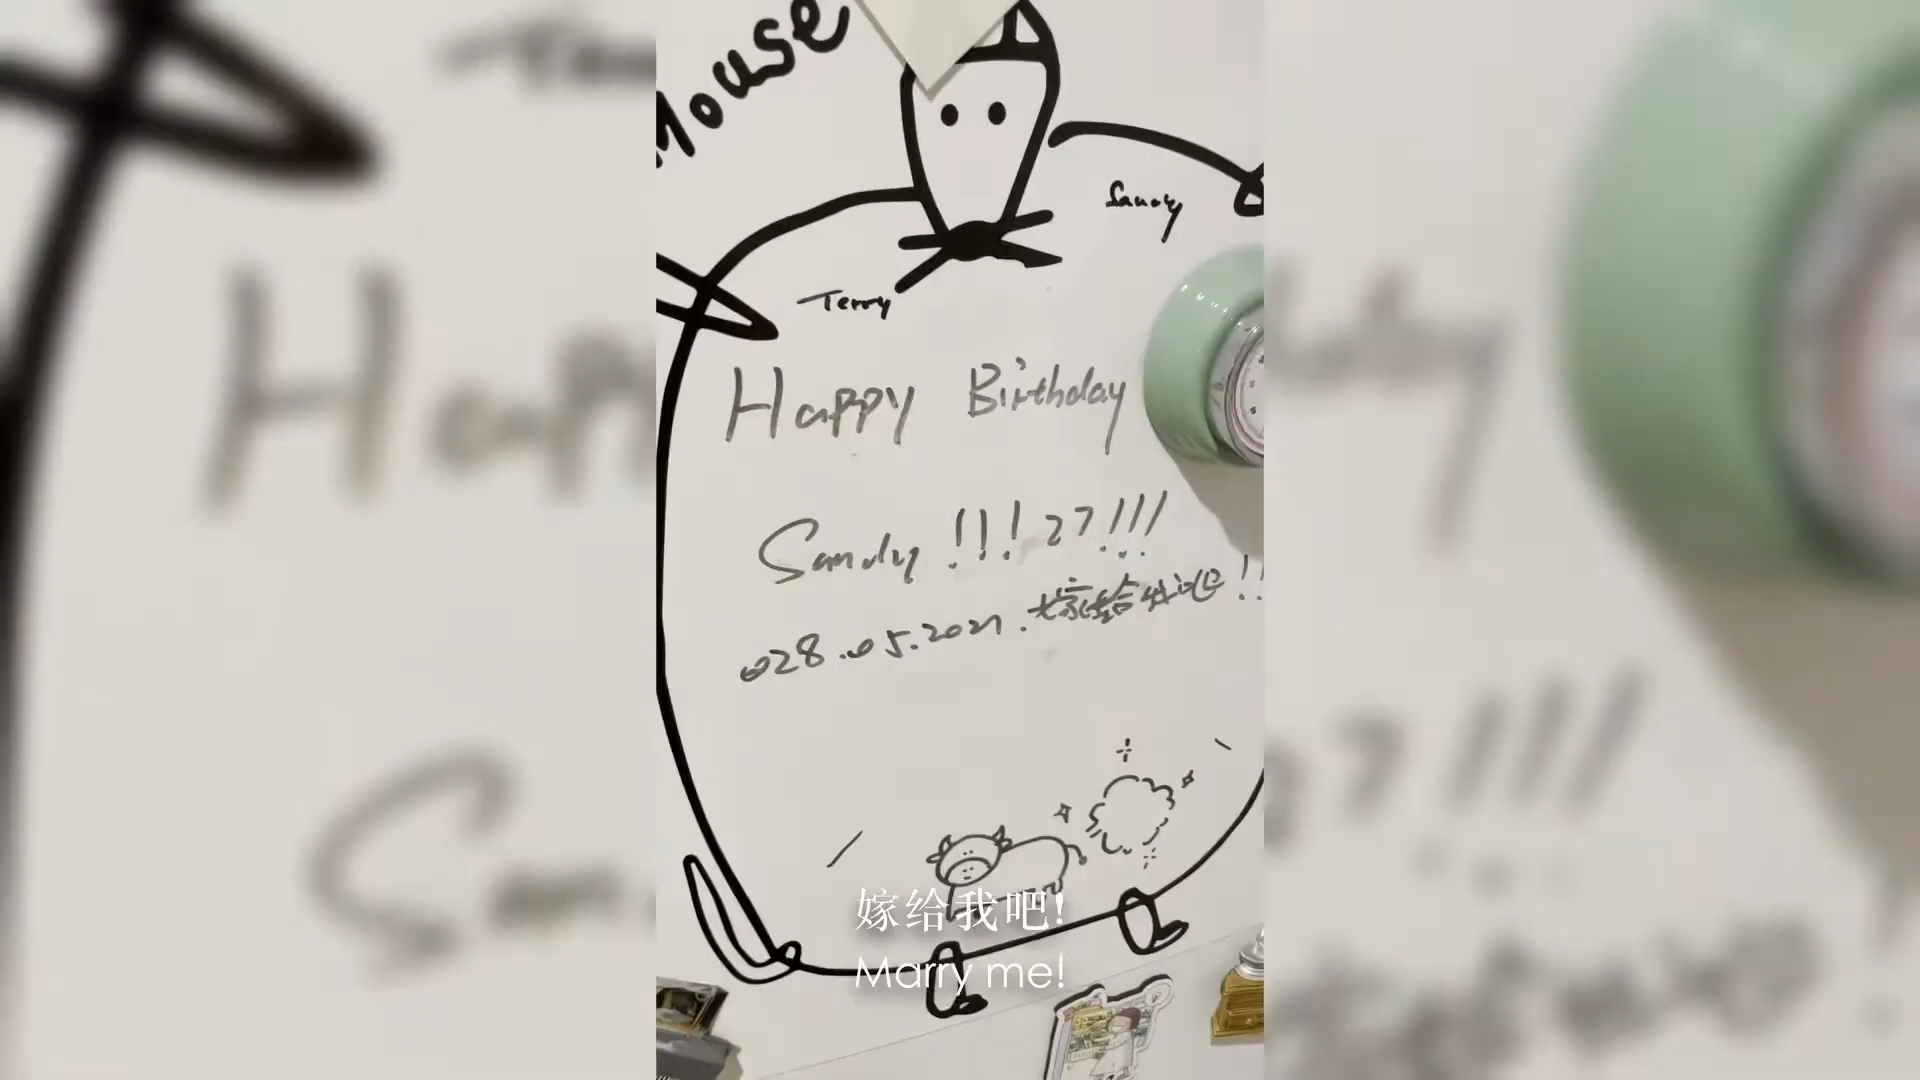 Mouse
Sandy
Terry
Happy Birthday
Sandy !!! 27!!!
028.05.2021. 嫁给我吧!!
嫁给我吧!
Marry me!